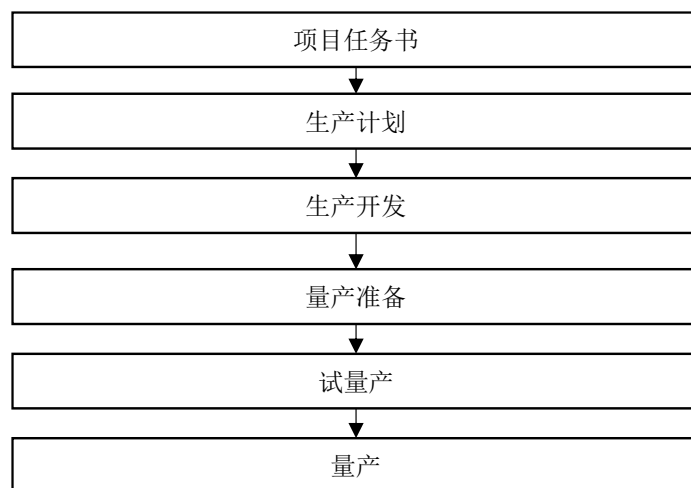 项目任务书
生产计划
生产开发
量产准备
试量产
量产